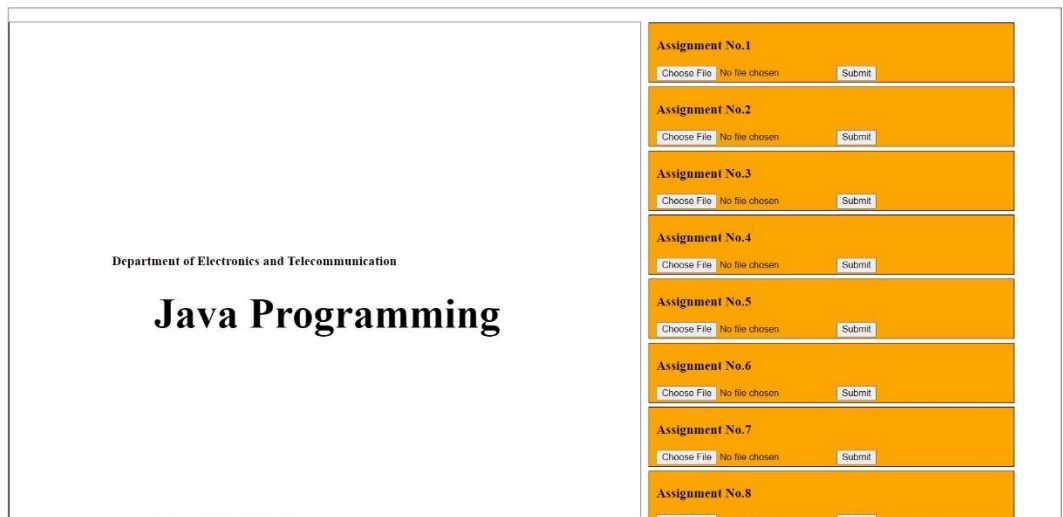 Department of Electronics and Telecommunication
Java Programming
Assignment No.1
Choose File No file chosen Submit
Assignment No.2
Choose File No file chosen Submit
Assignment No.3
Choose File No file chosen Submit
Assignment No.4
Choose File No file chosen Submit
Assignment No.5
Choose File No file chosen Submit
Assignment No.6
Choose File No file chosen Submit
Assignment No.7
Choose File No file chosen Submit
Assignment No.8